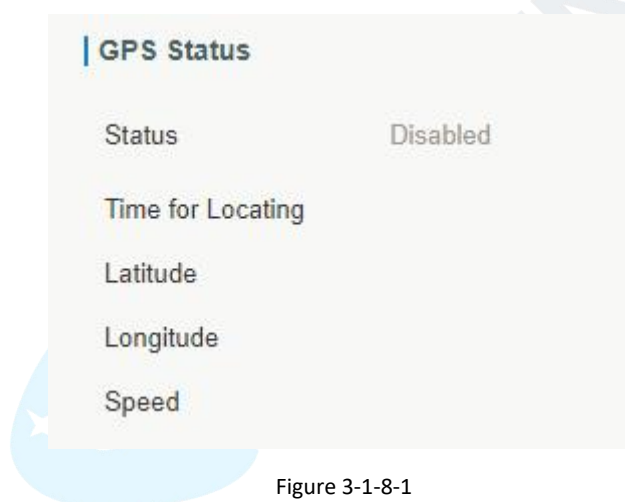 GPS Status
Status Disabled
Time for Locating
Latitude
Longitude
Speed
Figure 3-1-8-1